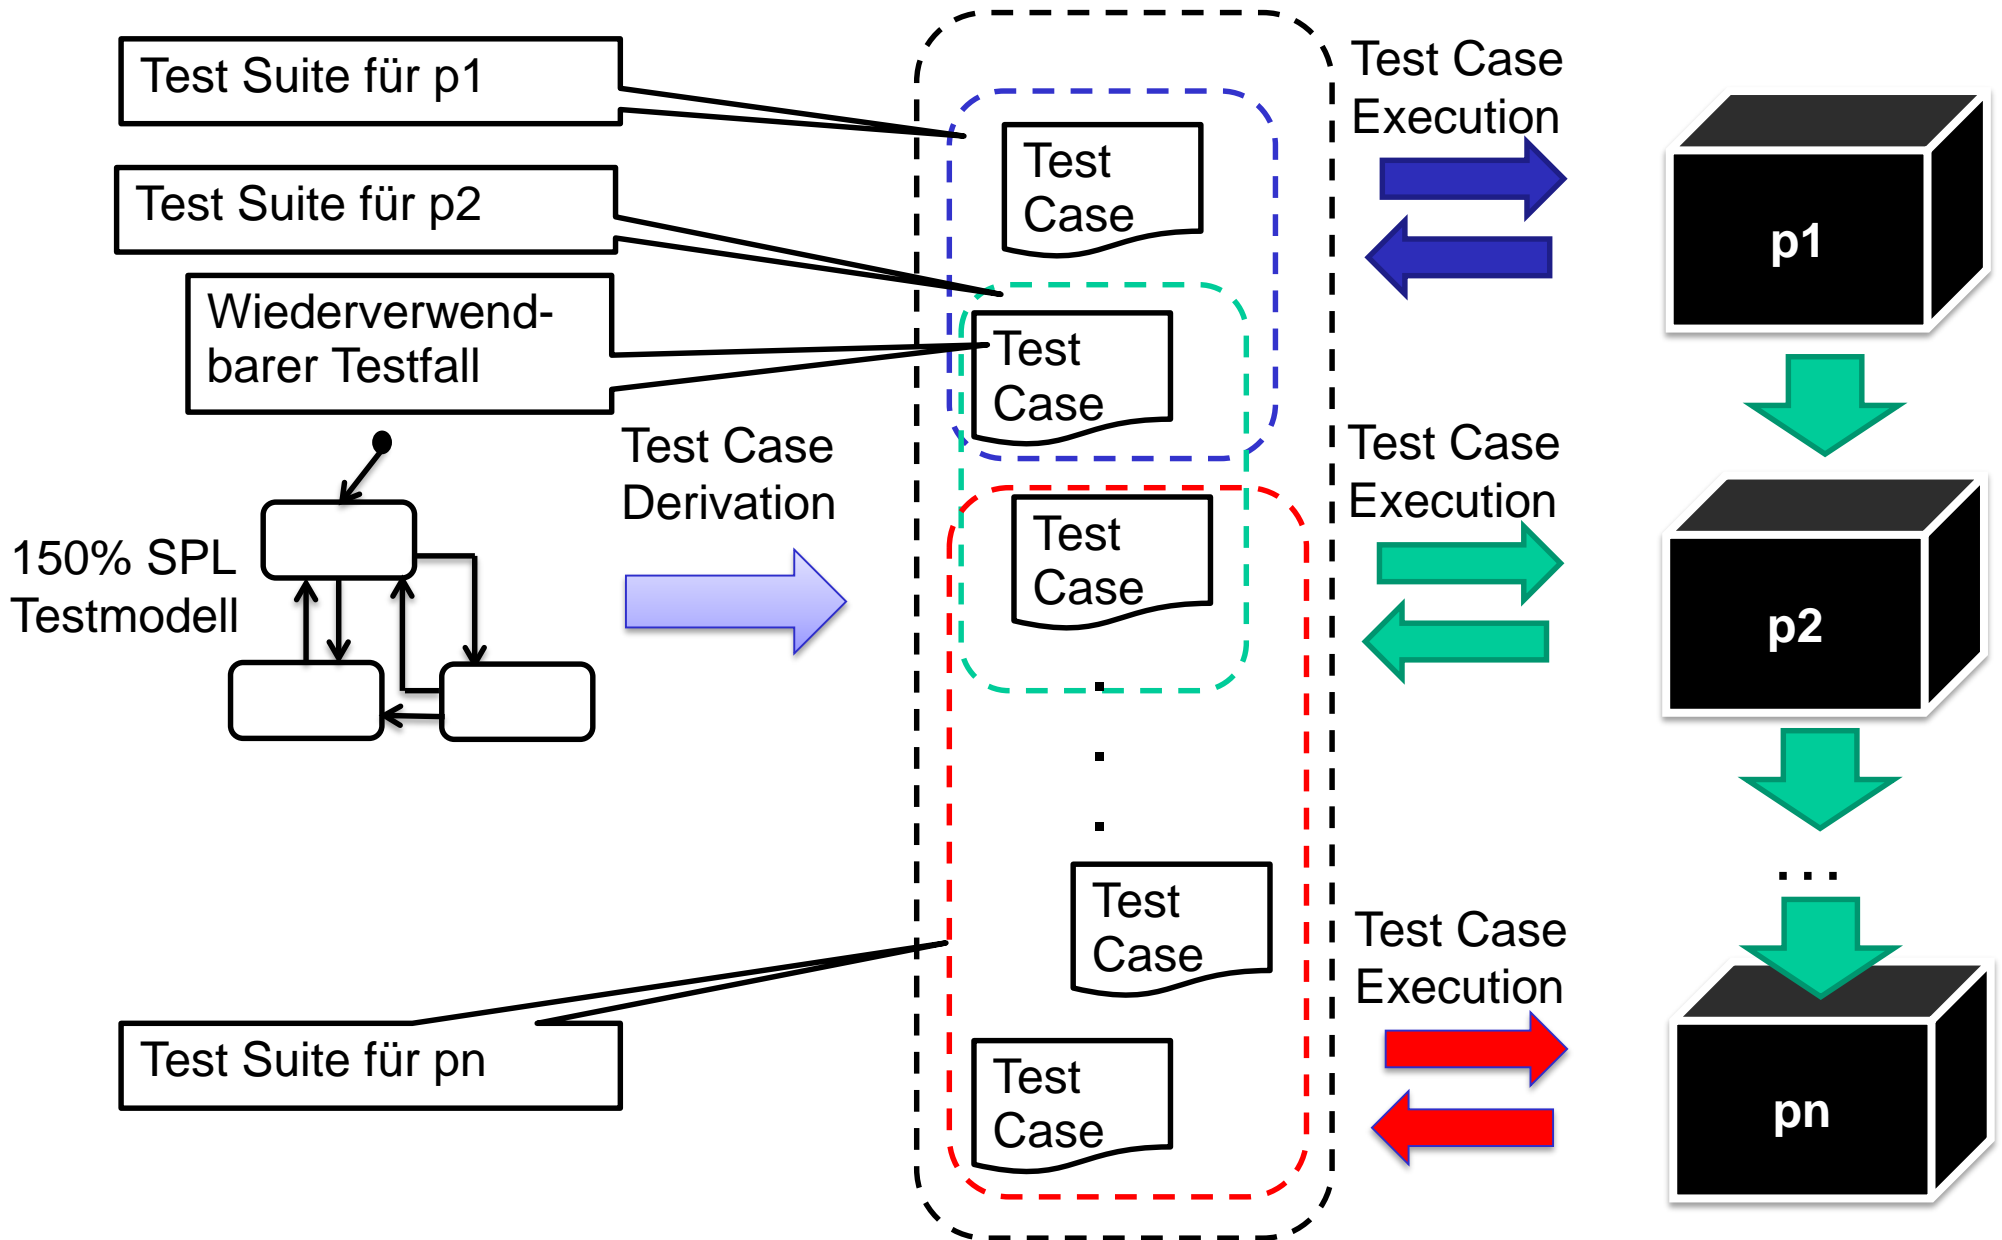 Test Suite für p1
Test Suite für p2
Wiederverwend-
barer Testfall
150% SPL
Testmodell
Test Case
Derivation
Test Suite für pn
Test
Case
Test
Case
Test
Case
.
.
.
Test
Case
Test
Case
Test Case
Execution
p1
Test Case
Execution
p2
...
Test Case
Execution
pn